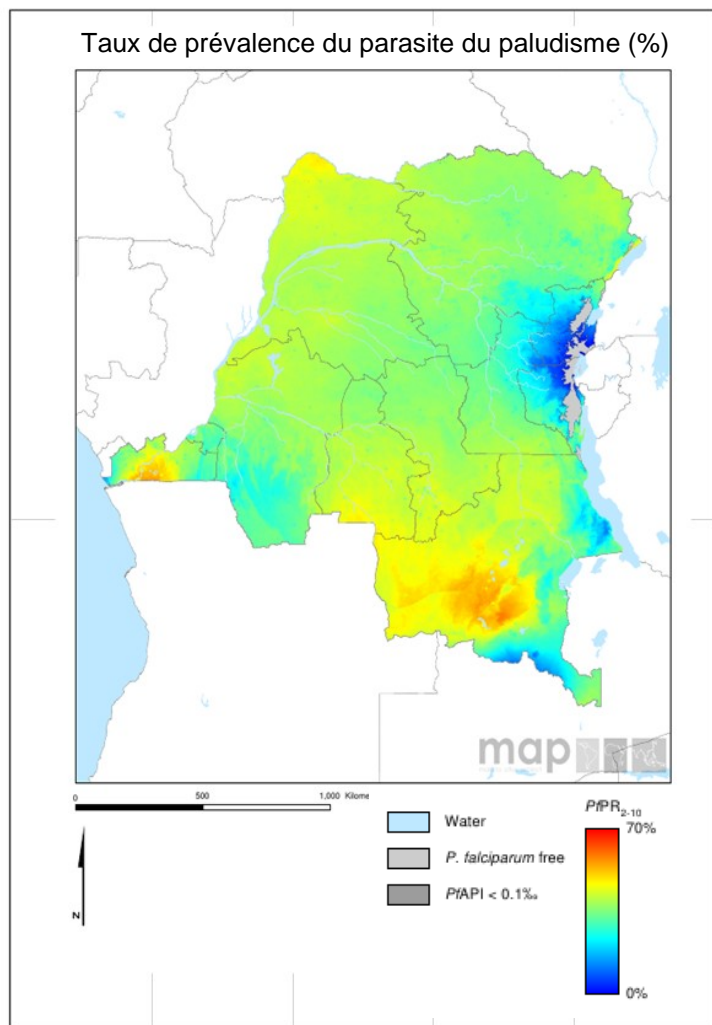 Taux de prévalence du parasite du paludisme (%)
map
0 500 1,000 Kilome
Water
P. falciparum free
PfAPI < 0.1‰
N
PfPR2-10
70%
0%